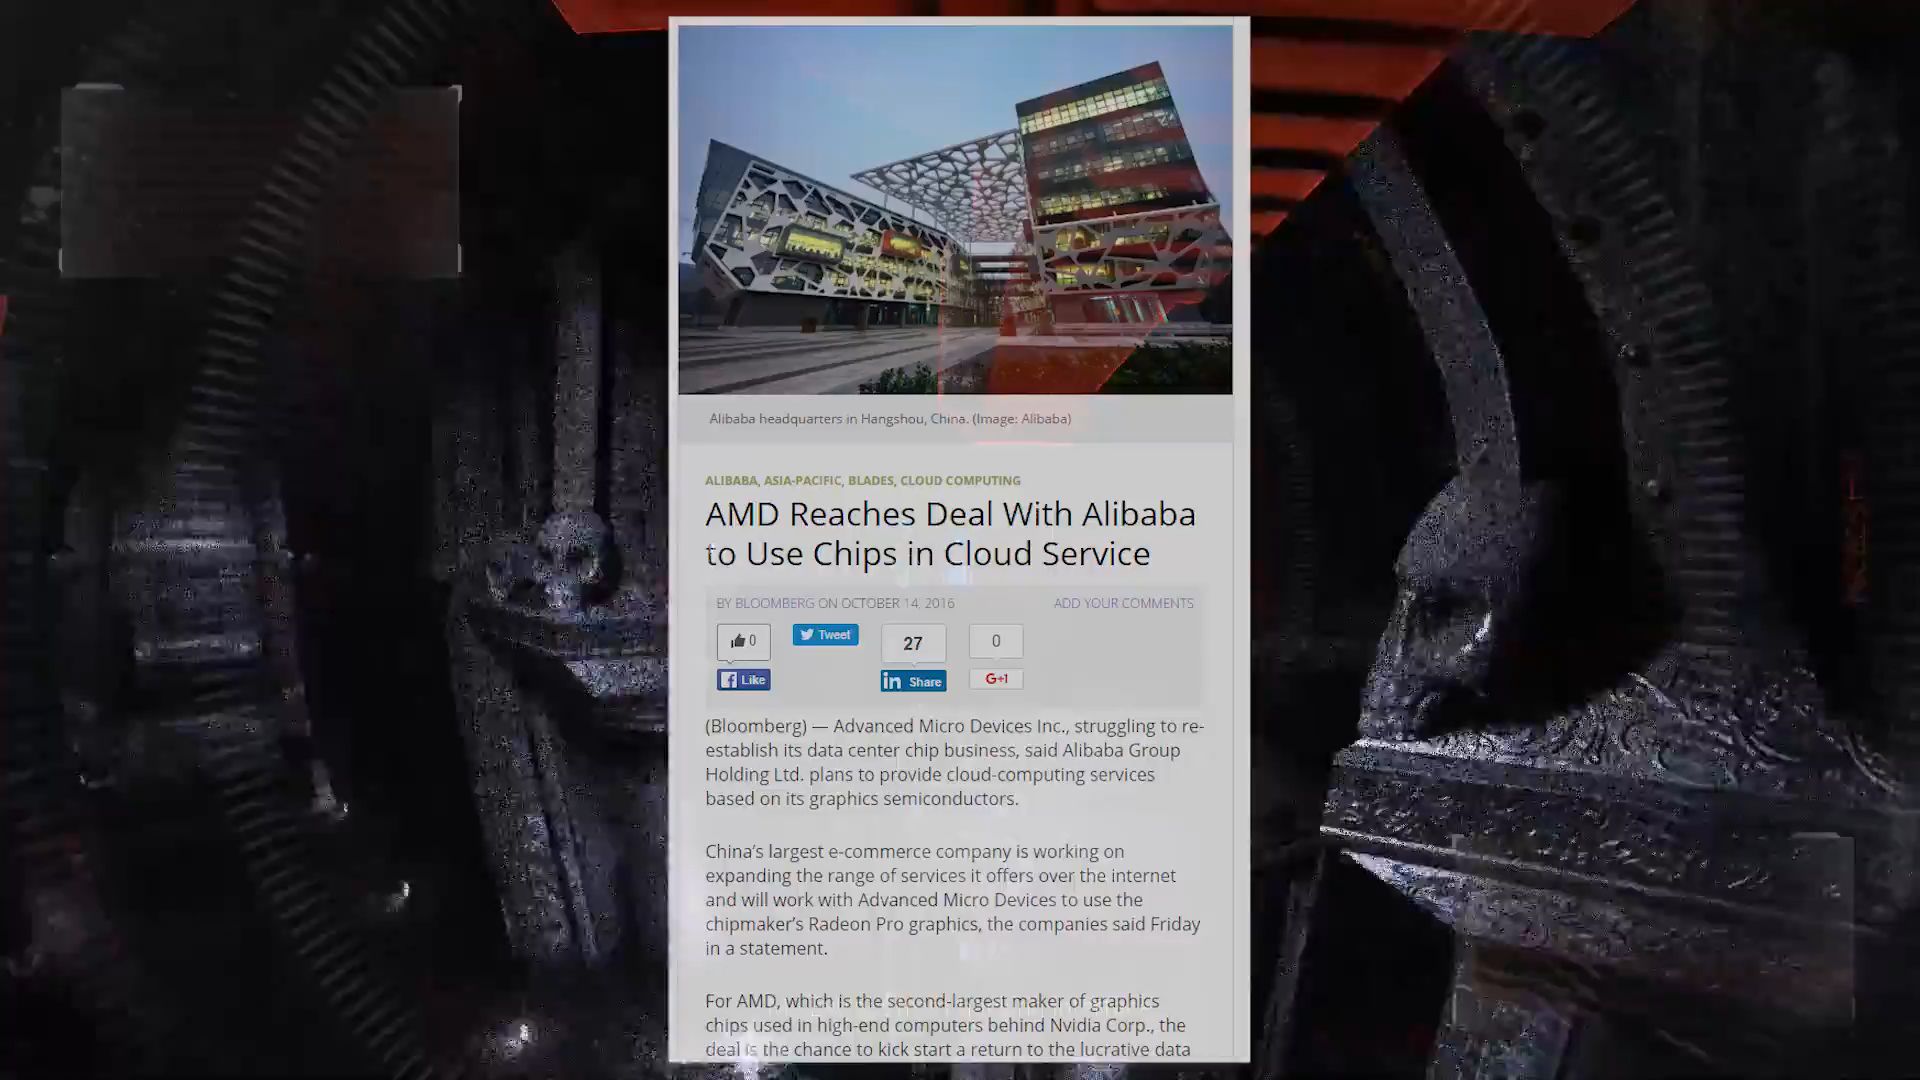 Alibaba headquarters in Hangshou, China. (Image: Alibaba)
ALIBABA, ASIA-PACIFIC, BLADES, CLOUD COMPUTING
AMD Reaches Deal With Alibaba
to Use Chips in Cloud Service
BY BLOOMBERG ON OCTOBER 14, 2016 ADD YOUR COMMENTS
0 Tweet 27 0
Like Share G+1
(Bloomberg) — Advanced Micro Devices Inc., struggling to re-
establish its data center chip business, said Alibaba Group
Holding Ltd. plans to provide cloud-computing services
based on its graphics semiconductors.
China's largest e-commerce company is working on
expanding the range of services it offers over the internet
and will work with Advanced Micro Devices to use the
chipmaker's Radeon Pro graphics, the companies said Friday
in a statement.
For AMD, which is the second-largest maker of graphics
chips used in high-end computers behind Nvidia Corp., the
deal is the chance to kick start a return to the lucrative data